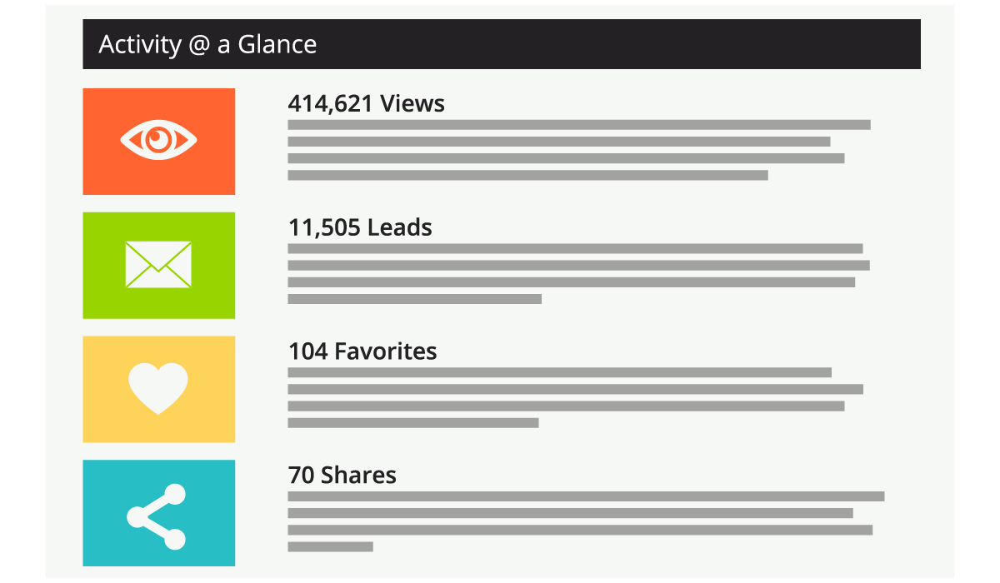 Activity @ a Glance
414,621 Views
11,505 Leads
104 Favorites
70 Shares